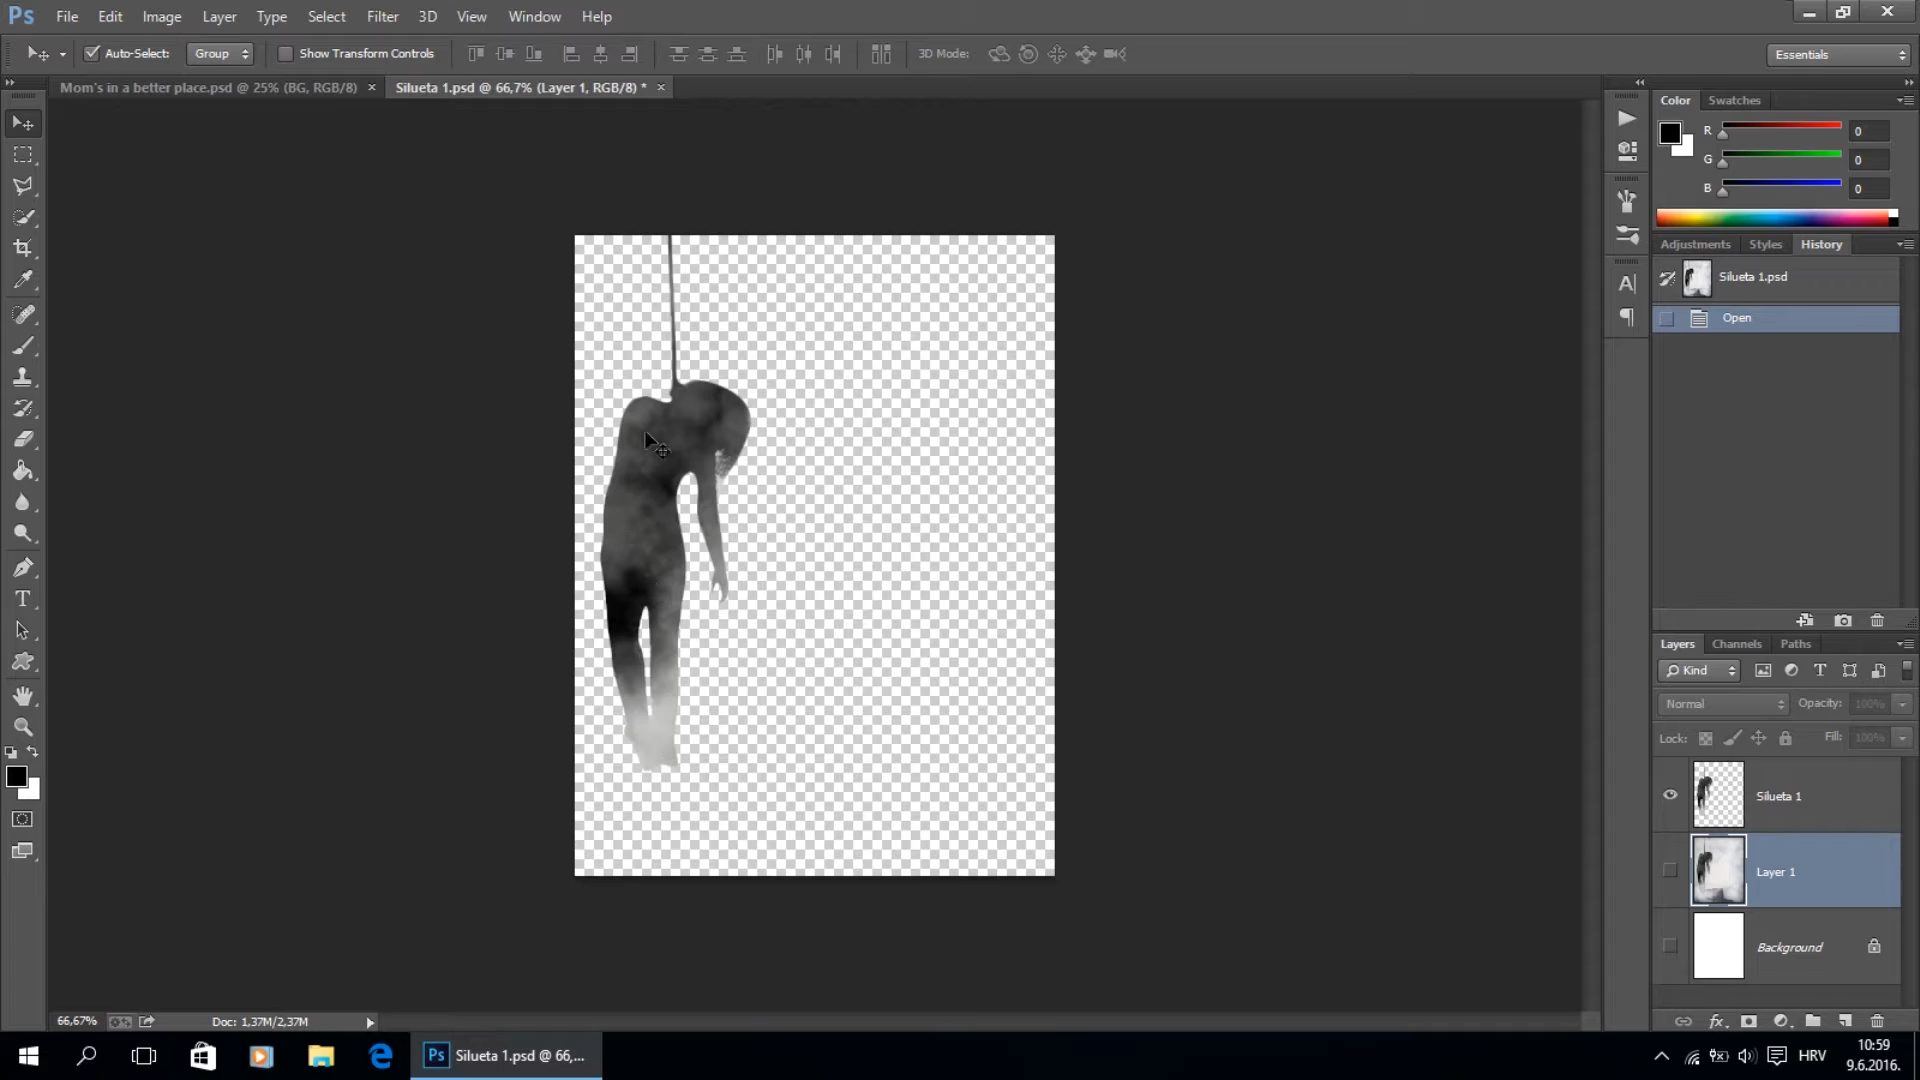 Ps File Edit Image Layer Type Select Filter 3D View Window Help
Auto-Select: Group Show Transform Controls 3D Mode: Essentials
Mom's in a better place.psd @ 25% (BG, RGB/8) × Silueta 1.psd @ 66,7% (Layer 1, RGB/8) * ×
Color Swatches
R 0
G 0
B 0
Adjustments Styles History
Silueta 1.psd
Open
Layers Channels Paths
Kind
Normal Opacity: 100%
Lock: Fill: 100%
Silueta 1
Layer 1
Background
66,67% Doc: 1,37M/2,37M
Ps Silueta 1.psd @ 66,...
HRV
10:59
9.6.2016.